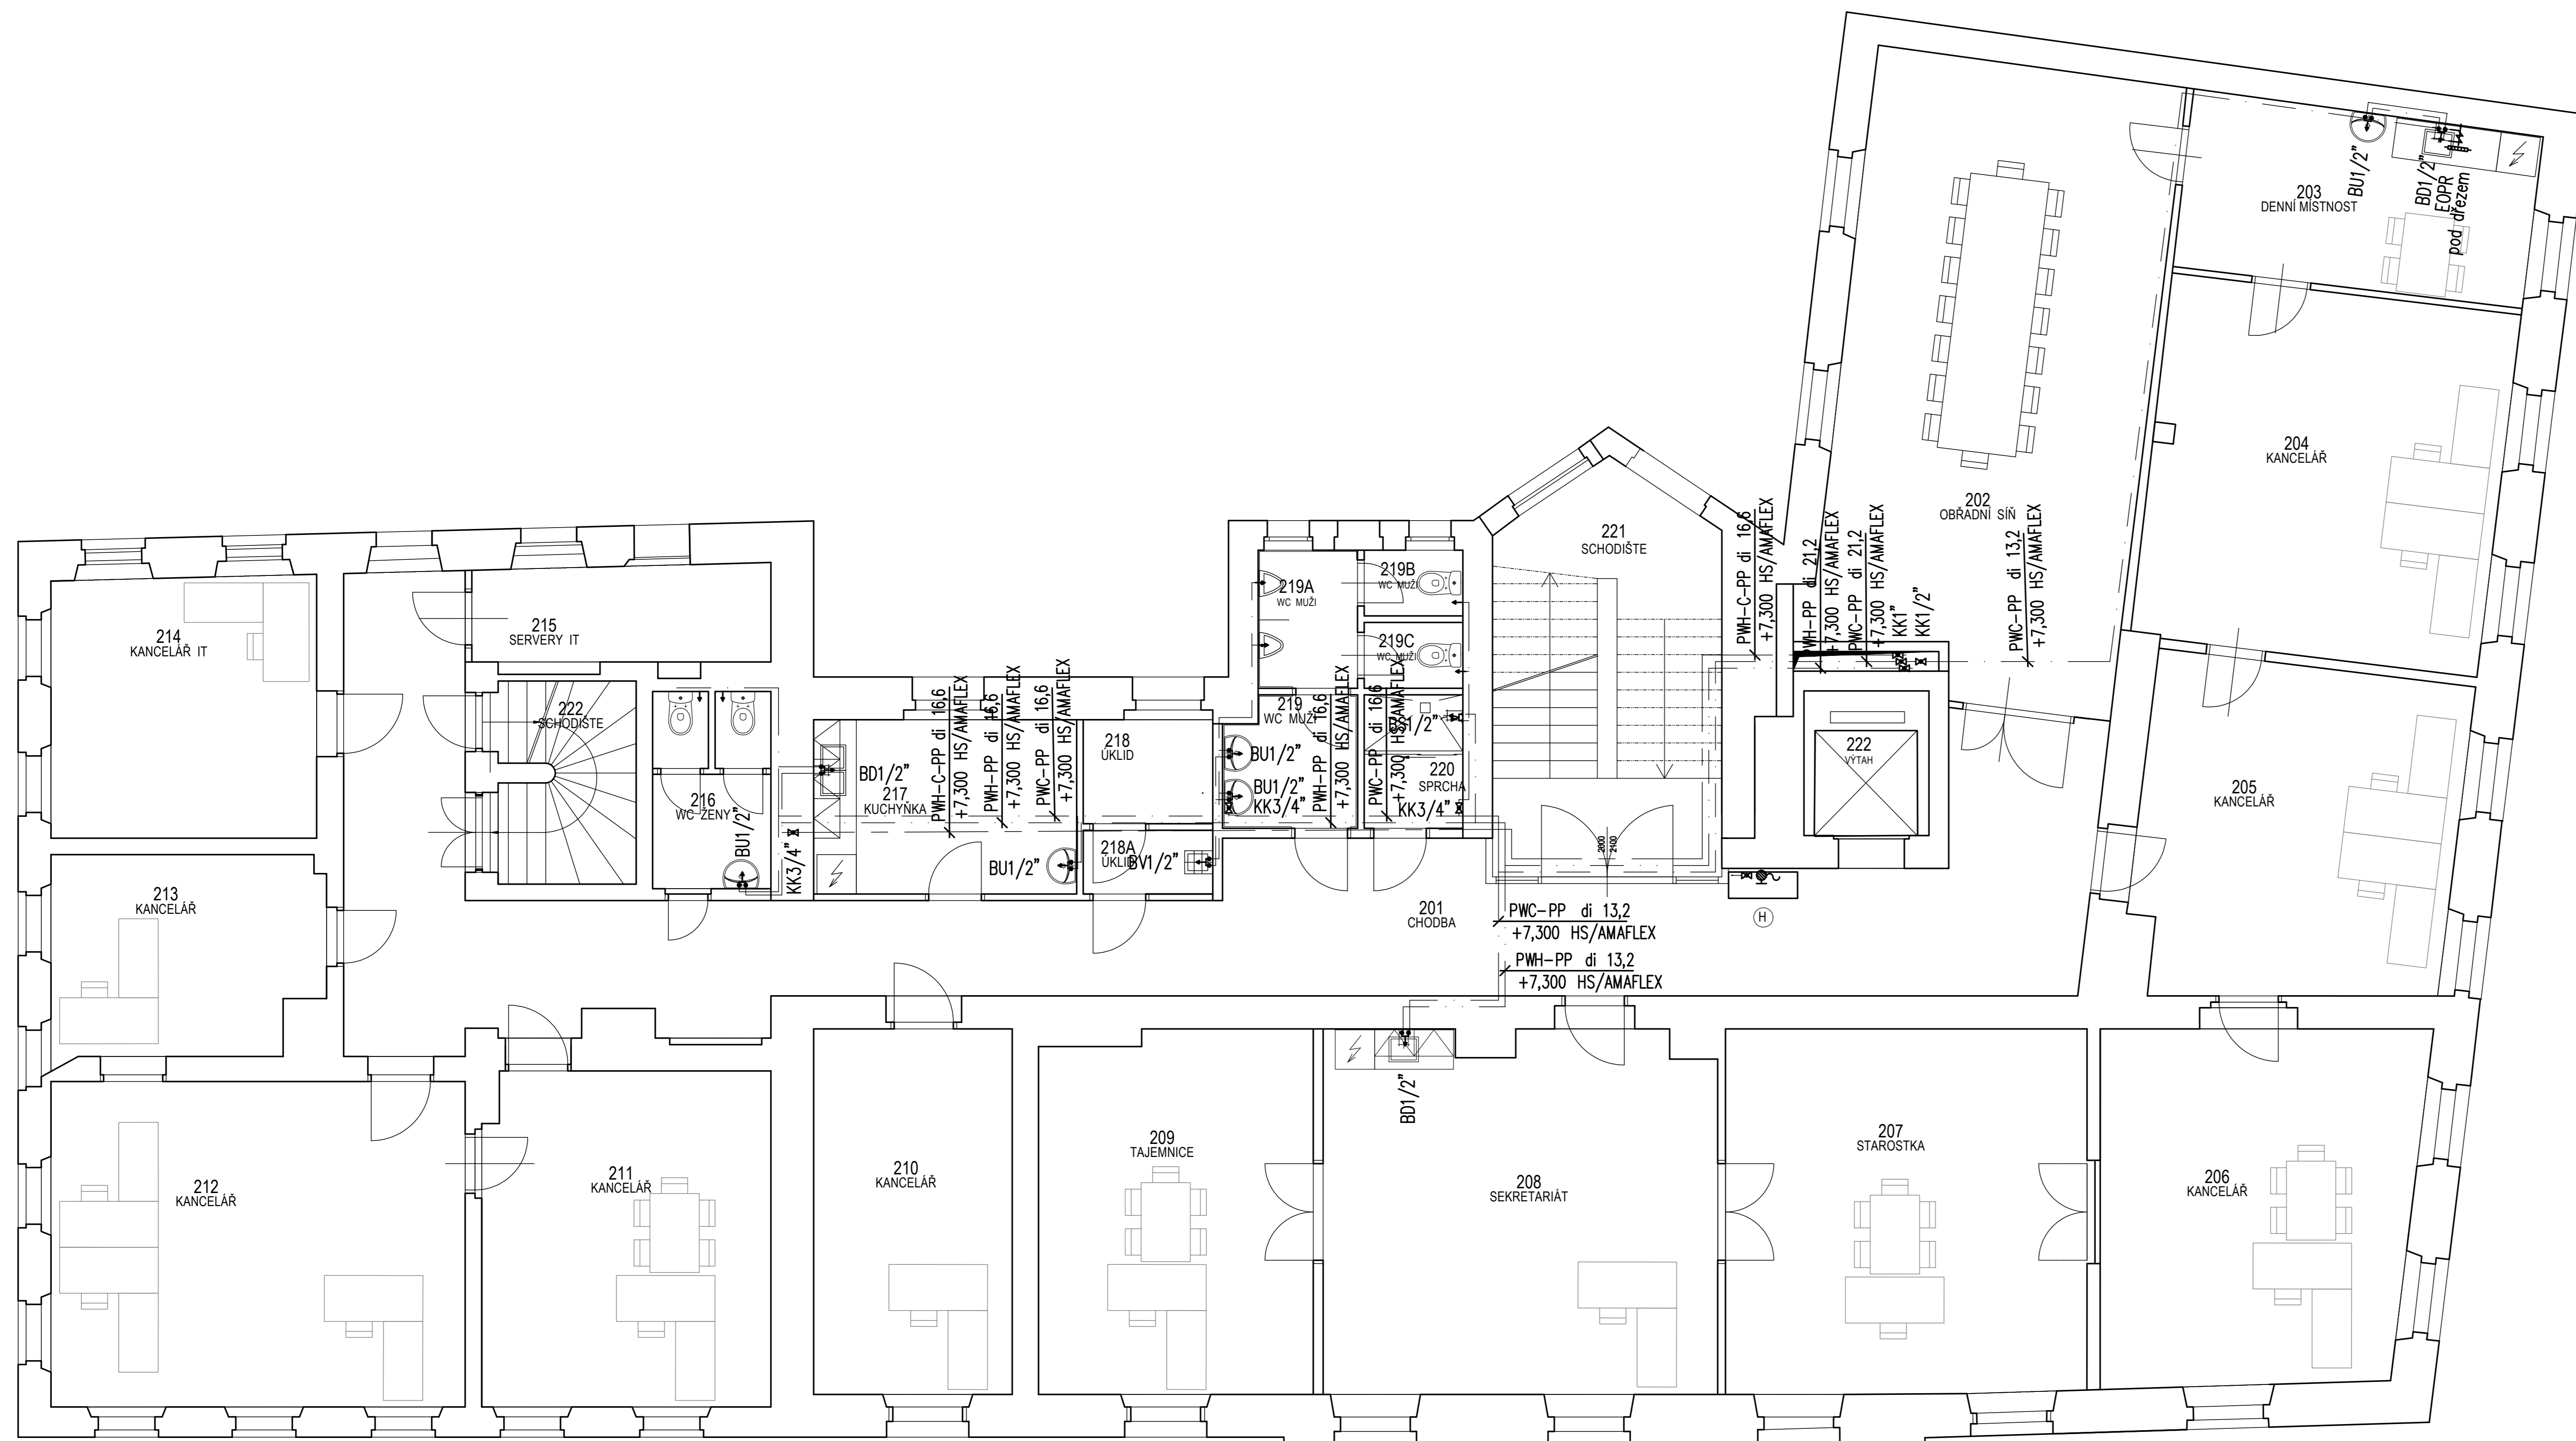 203
DENNÍ MÍSTNOST
BU1/2"
BD1/2"
EOPR
pod dřezem
204
KANCELÁŘ
202
OBŘADNÍ SÍŇ
221
SCHODIŠTĚ
PWH-C-PP di 16,6
+7,300 HS/AMAFLEX
PWH-PP di 21,2
+7,300 HS/AMAFLEX
PWC-PP di 21,2
+7,300 HS/AMAFLEX
KK1"
KK1/2"
PWC-PP di 13,2
+7,300 HS/AMAFLEX
219A
WC MUŽI
219B
WC MUŽI
219C
WC MUŽI
214
KANCELÁŘ IT
215
SERVERY IT
222
SCHODIŠTĚ
216
WC ŽENY
BU1/2"
KK3/4"
BD1/2"
217
KUCHYŇKA
PWH-C-PP di 16,6
+7,300 HS/AMAFLEX
PWH-PP di 16,6
+7,300 HS/AMAFLEX
PWC-PP di 16,6
+7,300 HS/AMAFLEX
BU1/2"
218
ÚKLID
218A
ÚKLID
BV1/2"
219
WC MUŽI
BU1/2"
BU1/2"
KK3/4"
PWH-PP di 16,6
+7,300 HS/AMAFLEX
PWC-PP di 16,6
+7,300 HS/AMAFLEX
BS1/2"
220
SPRCHA
KK3/4"
2600
2100
222
VÝTAH
205
KANCELÁŘ
213
KANCELÁŘ
201
CHODBA
PWC-PP di 13,2
+7,300 HS/AMAFLEX
H
PWH-PP di 13,2
+7,300 HS/AMAFLEX
BD1/2"
212
KANCELÁŘ
211
KANCELÁŘ
210
KANCELÁŘ
209
TAJEMNICE
208
SEKRETARIÁT
207
STAROSTKA
206
KANCELÁŘ